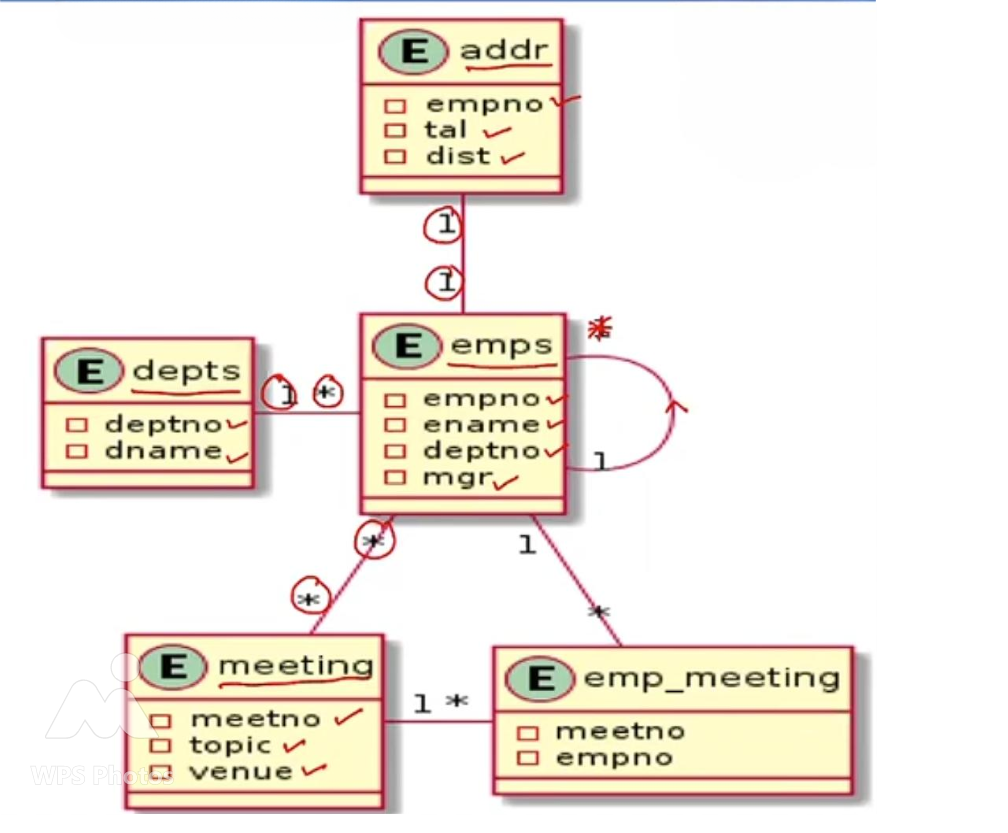 E addr
empno
tal
dist
1
1
E emps
empno
ename
deptno
mgr
*
1
E depts
deptno
dname
1 *
*
*
1
*
E meeting
meetno
topic
venue
1 *
E emp_meeting
meetno
empno
WPS Photos